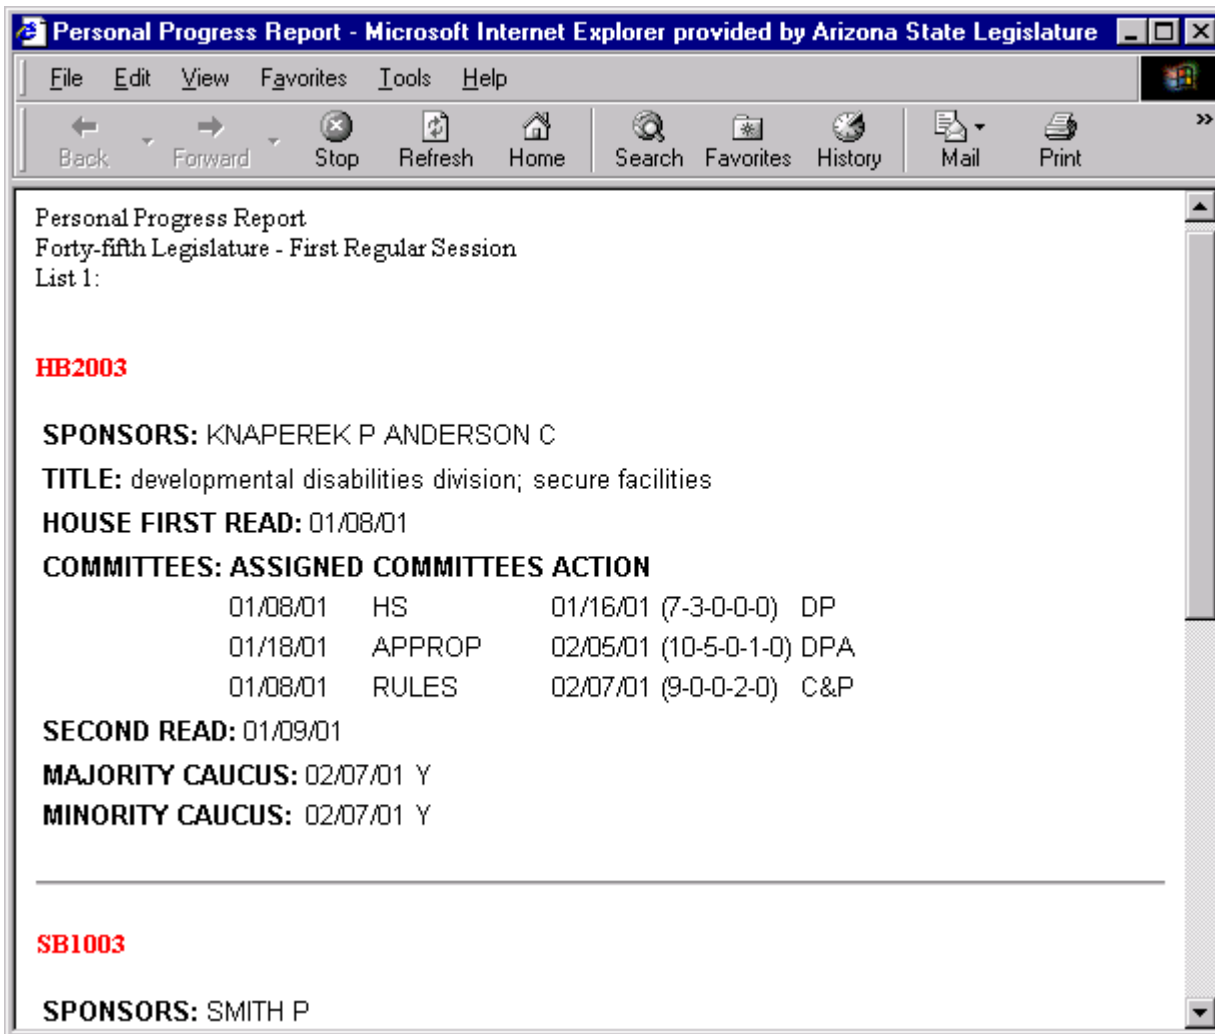 Personal Progress Report - Microsoft Internet Explorer provided by Arizona State Legislature
File Edit View Favorites Tools Help
Back Forward Stop Refresh Home Search Favorites History Mail Print »
Personal Progress Report
Forty-fifth Legislature - First Regular Session
List 1:
HB2003
SPONSORS: KNAPEREK P ANDERSON C
TITLE: developmental disabilities division; secure facilities
HOUSE FIRST READ: 01/08/01
COMMITTEES: ASSIGNED COMMITTEES ACTION
01/08/01 HS 01/16/01 (7-3-0-0-0) DP
01/18/01 APPROP 02/05/01 (10-5-0-1-0) DPA
01/08/01 RULES 02/07/01 (9-0-0-2-0) C&P
SECOND READ: 01/09/01
MAJORITY CAUCUS: 02/07/01 Y
MINORITY CAUCUS: 02/07/01 Y
SB1003
SPONSORS: SMITH P